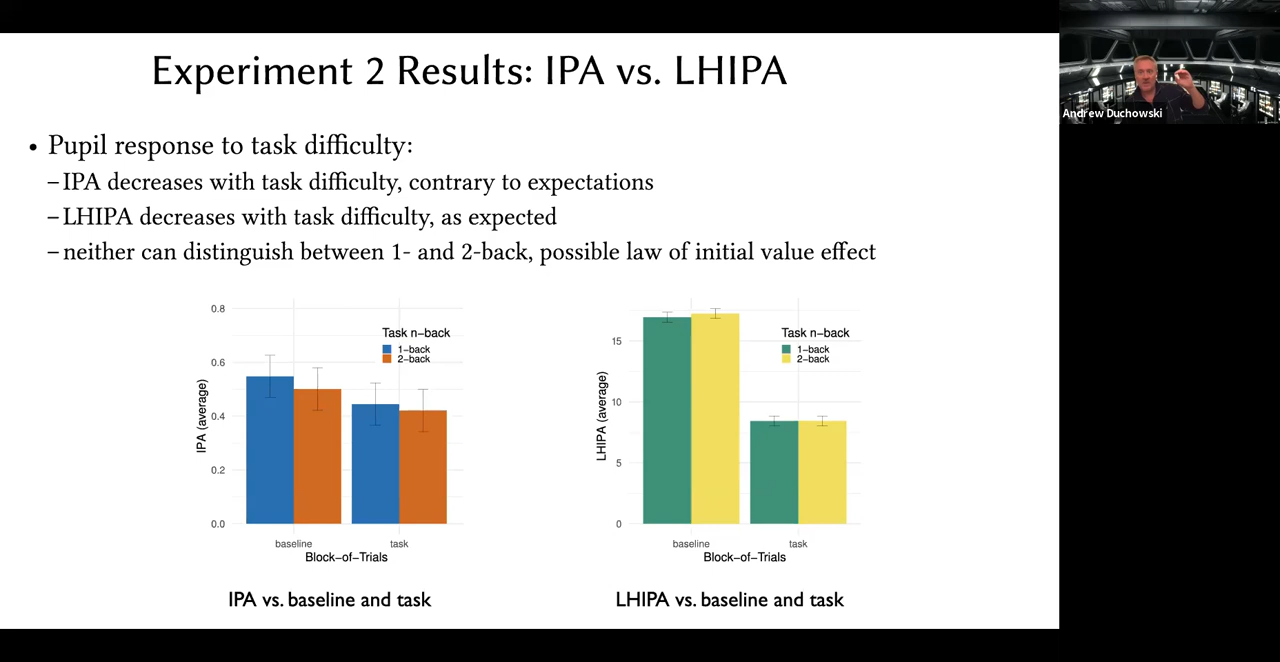 Experiment 2 Results: IPA vs. LHIPA
Andrew Duchowski
• Pupil response to task difficulty:
–IPA decreases with task difficulty, contrary to expectations
–LHIPA decreases with task difficulty, as expected
–neither can distinguish between 1- and 2-back, possible law of initial value effect
0.8
0.6
0.4
0.2
0.0
IPA (average)
Task n−back
1−back
2−back
baseline
task
Block−of−Trials
IPA vs. baseline and task
15
10
5
0
LHIPA (average)
Task n−back
1−back
2−back
baseline
task
Block−of−Trials
LHIPA vs. baseline and task